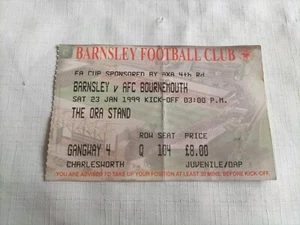 BARNSLEY FOOTBALL CLUB
FA CUP SPONSORED BY AXA 4th Rd
BARNSLEY v AFC BOURNEMOUTH
SAT 23 JAN 1999 KICK-OFF 03:00 P.M.
THE ORA STAND
ROW SEAT PRICE
GANGWAY 4 Q 104 £8.00
CHARLESWORTH JUVENILE/OAP
YOU ARE ADVISED TO TAKE UP YOUR POSITION AT LEAST 30 MINS. BEFORE KICK-OFF.